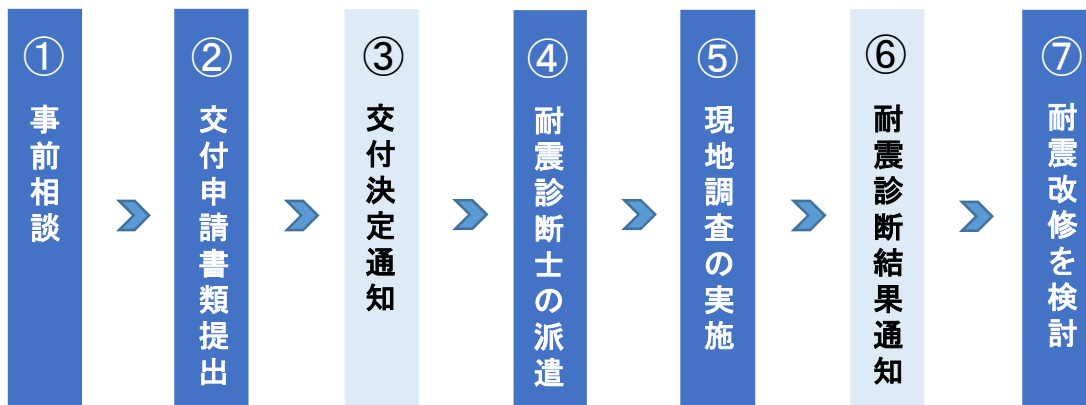 ① 事前相談
② 交付申請書類提出
③ 交付決定通知
④ 耐震診断士の派遣
⑤ 現地調査の実施
⑥ 耐震診断結果通知
⑦ 耐震改修を検討